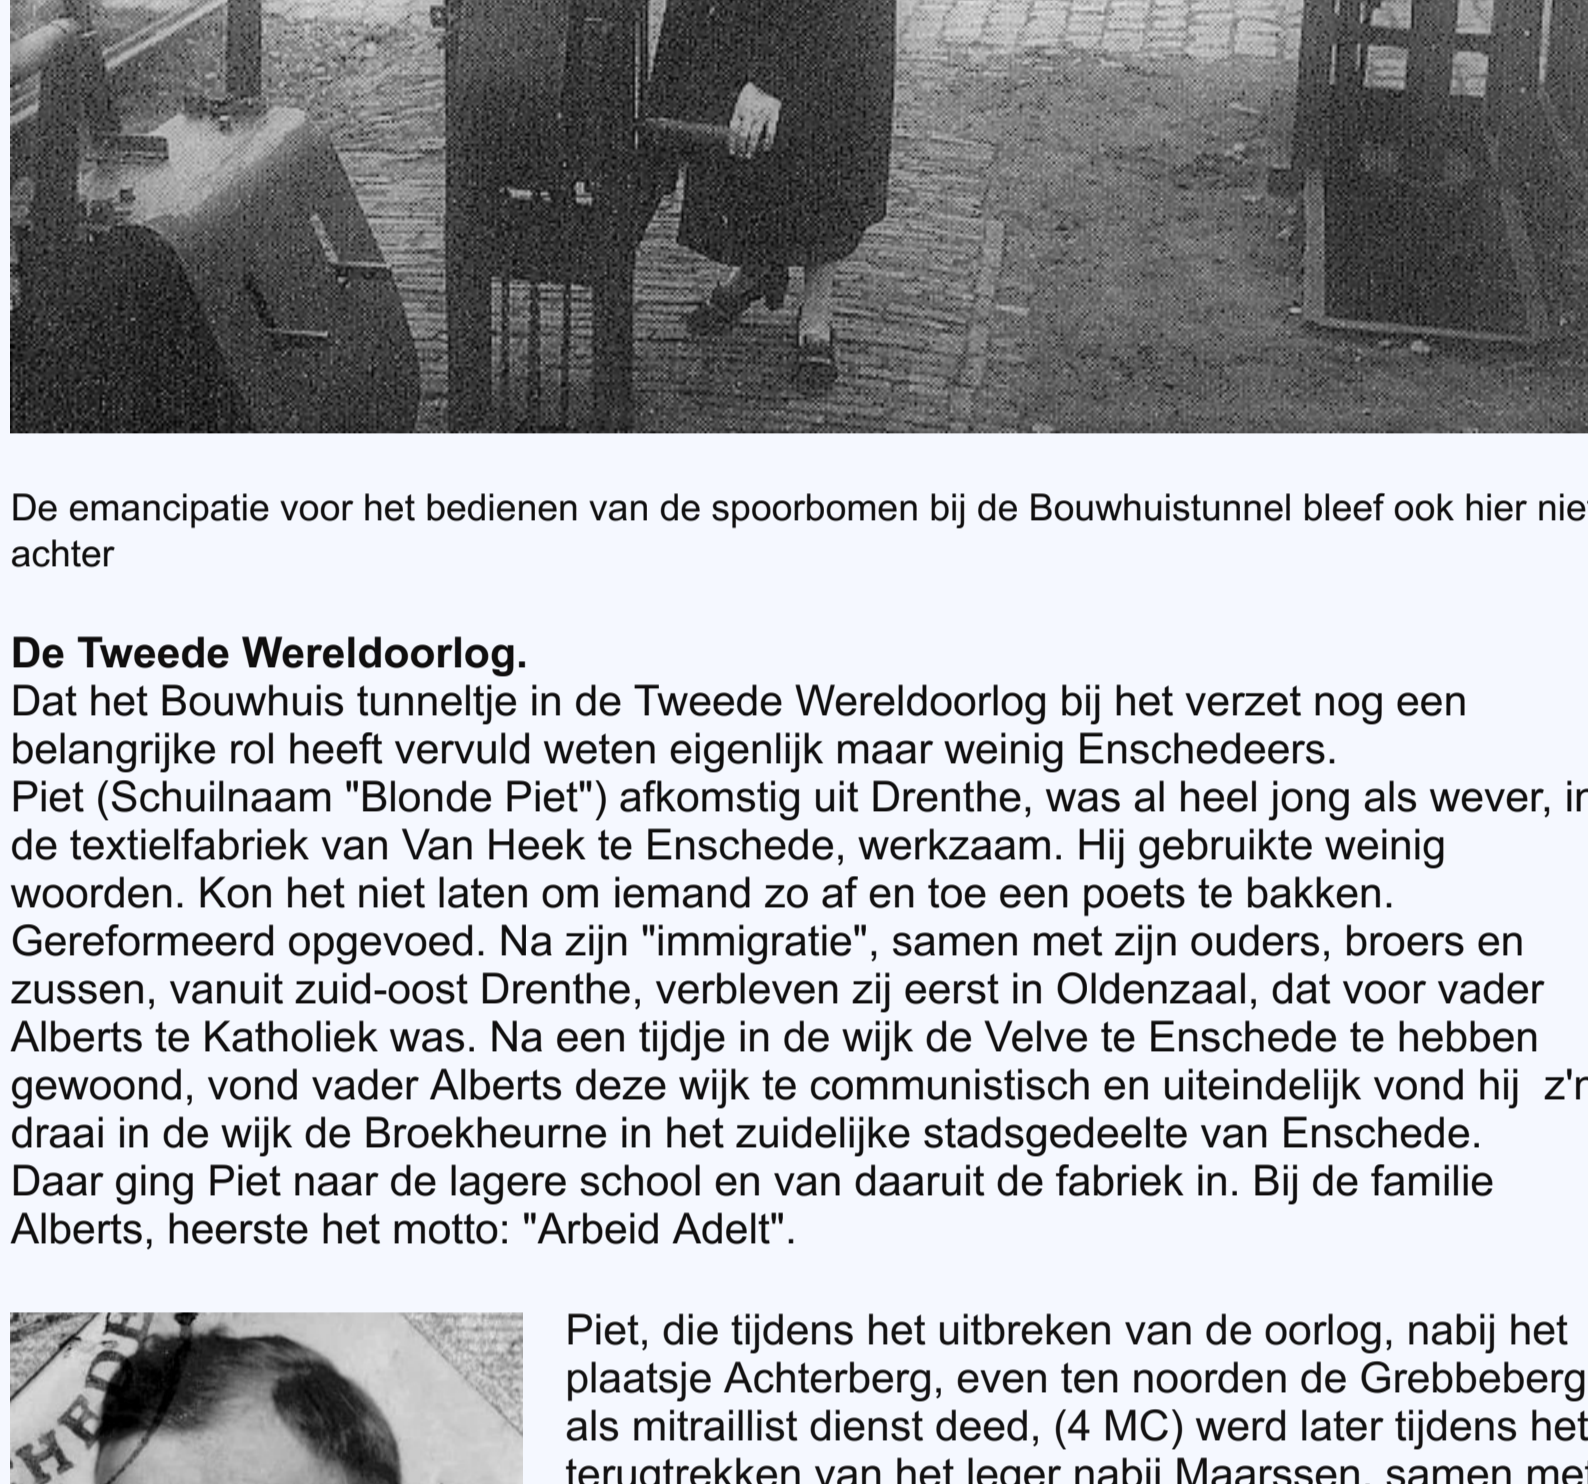 De emancipatie voor het bedienen van de spoorbomen bij de Bouwhuistunnel bleef ook hier
achter
De Tweede Wereldoorlog.
Dat het Bouwhuis tunneltje in de Tweede Wereldoorlog bij het verzet nog een
belangrijke rol heeft vervuld weten eigenlijk maar weinig Enschedeers.
Piet (Schuilnaam "Blonde Piet") afkomstig uit Drenthe, was al heel jong als wever,
de textielfabriek van Van Heek te Enschede, werkzaam. Hij gebruikte weinig
woorden. Kon het niet laten om iemand zo af en toe een poets te bakken.
Gereformeerd opgevoed. Na zijn "immigratie", samen met zijn ouders, broers en
zussen, vanuit zuid-oost Drenthe, verbleven zij eerst in Oldenzaal, dat voor vader
Alberts te Katholiek was. Na een tijdje in de wijk de Velve te Enschede te hebben
gewoond, vond vader Alberts deze wijk te communistisch en uiteindelijk vond hij
draai in de wijk de Broekheurne in het zuidelijke stadsgedeelte van Enschede.
Daar ging Piet naar de lagere school en van daaruit de fabriek in. Bij de familie
Alberts, heerste het motto: "Arbeid Adelt".
Piet, die tijdens het uitbreken van de oorlog, nabij het
plaatsje Achterberg, even ten noorden de Grebbeberg
als mitraillist dienst deed, (4 MC) werd later tijdens het
terugtrekken van het leger nabij Maarssen, samen